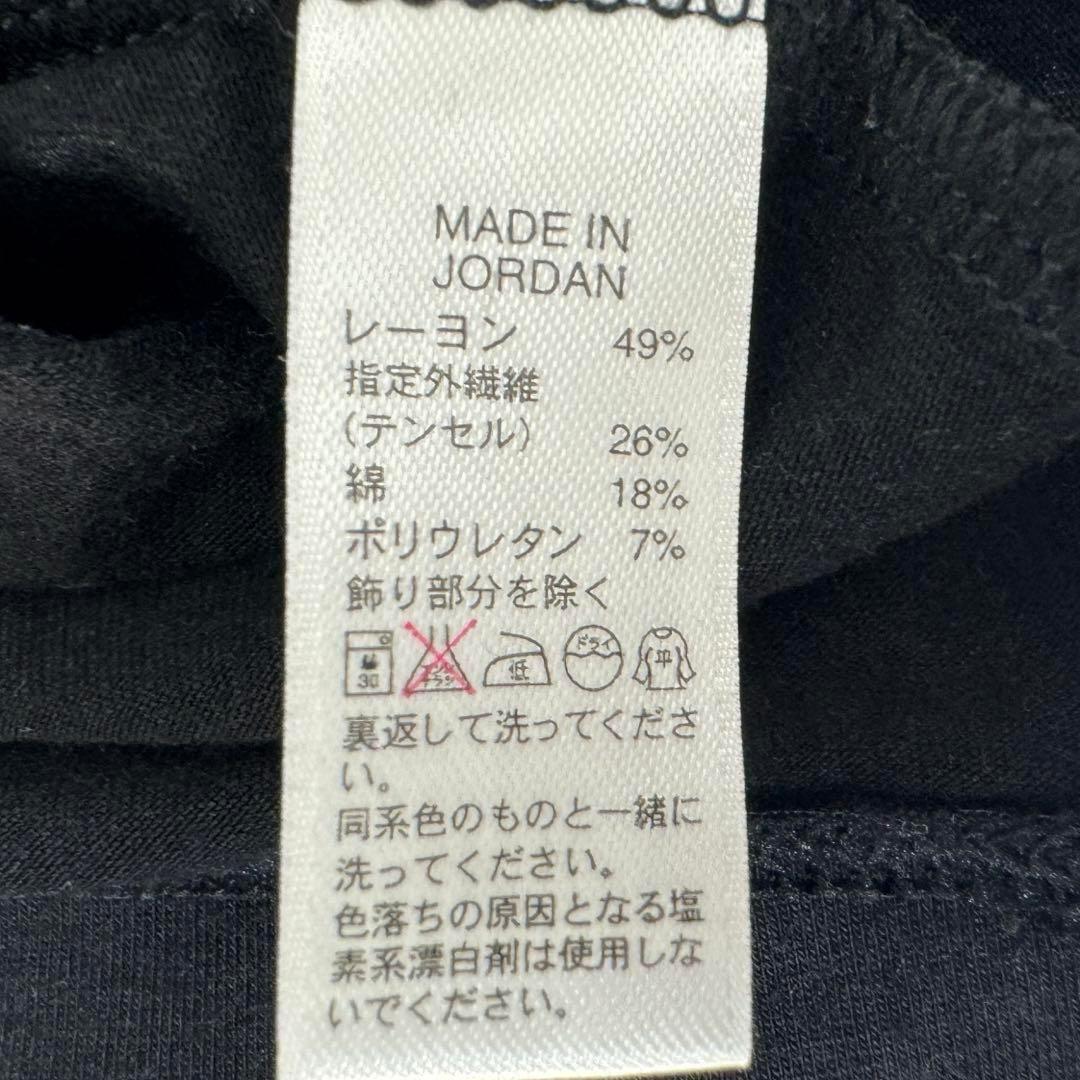 MADE IN
JORDAN
レーヨン 49%
指定外繊維
(テンセル) 26%
綿 18%
ポリウレタン 7%
飾り部分を除く
30 エンソサラシ 低 ドライ 平
裏返して洗ってくださ
い。
同系色のものと一緒に
洗ってください。
色落ちの原因となる塩
素系漂白剤は使用しな
いでください。